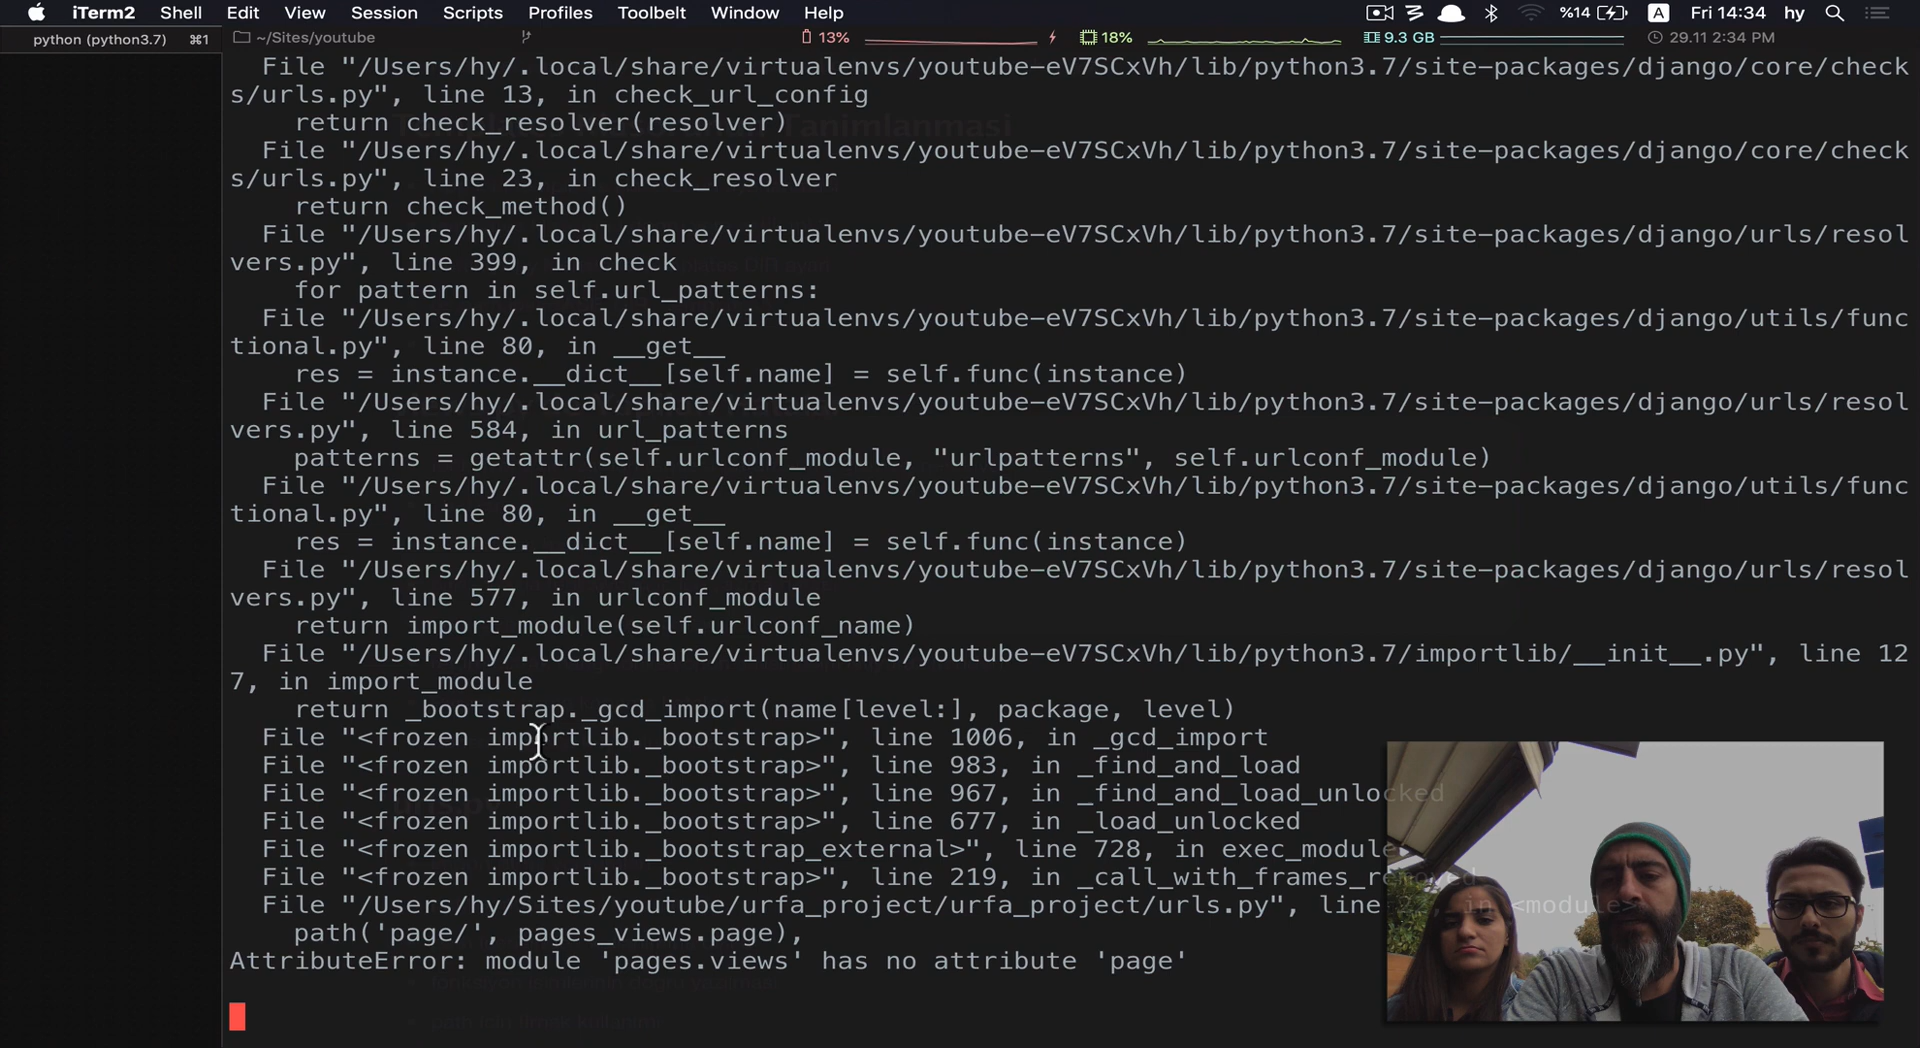 iTerm2 Shell Edit View Session Scripts Profiles Toolbelt Window Help %14 A Fri 14:34 hy
python (python3.7) ⌘1 ~/Sites/youtube 13% 18% 9.3 GB 29.11 2:34 PM
File "/Users/hy/.local/share/virtualenvs/youtube-eV7SCxVh/lib/python3.7/site-packages/django/core/check
s/urls.py", line 13, in check_url_config
return check_resolver(resolver)
File "/Users/hy/.local/share/virtualenvs/youtube-eV7SCxVh/lib/python3.7/site-packages/django/core/check
s/urls.py", line 23, in check_resolver
return check_method()
File "/Users/hy/.local/share/virtualenvs/youtube-eV7SCxVh/lib/python3.7/site-packages/django/urls/resol
vers.py", line 399, in check
for pattern in self.url_patterns:
File "/Users/hy/.local/share/virtualenvs/youtube-eV7SCxVh/lib/python3.7/site-packages/django/utils/func
tional.py", line 80, in __get__
res = instance.__dict__[self.name] = self.func(instance)
File "/Users/hy/.local/share/virtualenvs/youtube-eV7SCxVh/lib/python3.7/site-packages/django/urls/resol
vers.py", line 584, in url_patterns
patterns = getattr(self.urlconf_module, "urlpatterns", self.urlconf_module)
File "/Users/hy/.local/share/virtualenvs/youtube-eV7SCxVh/lib/python3.7/site-packages/django/utils/func
tional.py", line 80, in __get__
res = instance.__dict__[self.name] = self.func(instance)
File "/Users/hy/.local/share/virtualenvs/youtube-eV7SCxVh/lib/python3.7/site-packages/django/urls/resol
vers.py", line 577, in urlconf_module
return import_module(self.urlconf_name)
File "/Users/hy/.local/share/virtualenvs/youtube-eV7SCxVh/lib/python3.7/importlib/__init__.py", line 12
7, in import_module
return _bootstrap._gcd_import(name[level:], package, level)
File "<frozen importlib._bootstrap>", line 1006, in _gcd_import
File "<frozen importlib._bootstrap>", line 983, in _find_and_load
File "<frozen importlib._bootstrap>", line 967, in _find_and_load_unlocked
File "<frozen importlib._bootstrap>", line 677, in _load_unlocked
File "<frozen importlib._bootstrap_external>", line 728, in exec_module
File "<frozen importlib._bootstrap>", line 219, in _call_with_frames_removed
File "/Users/hy/Sites/youtube/urfa_project/urfa_project/urls.py", line in <module>
path('page/', pages_views.page),
AttributeError: module 'pages.views' has no attribute 'page'